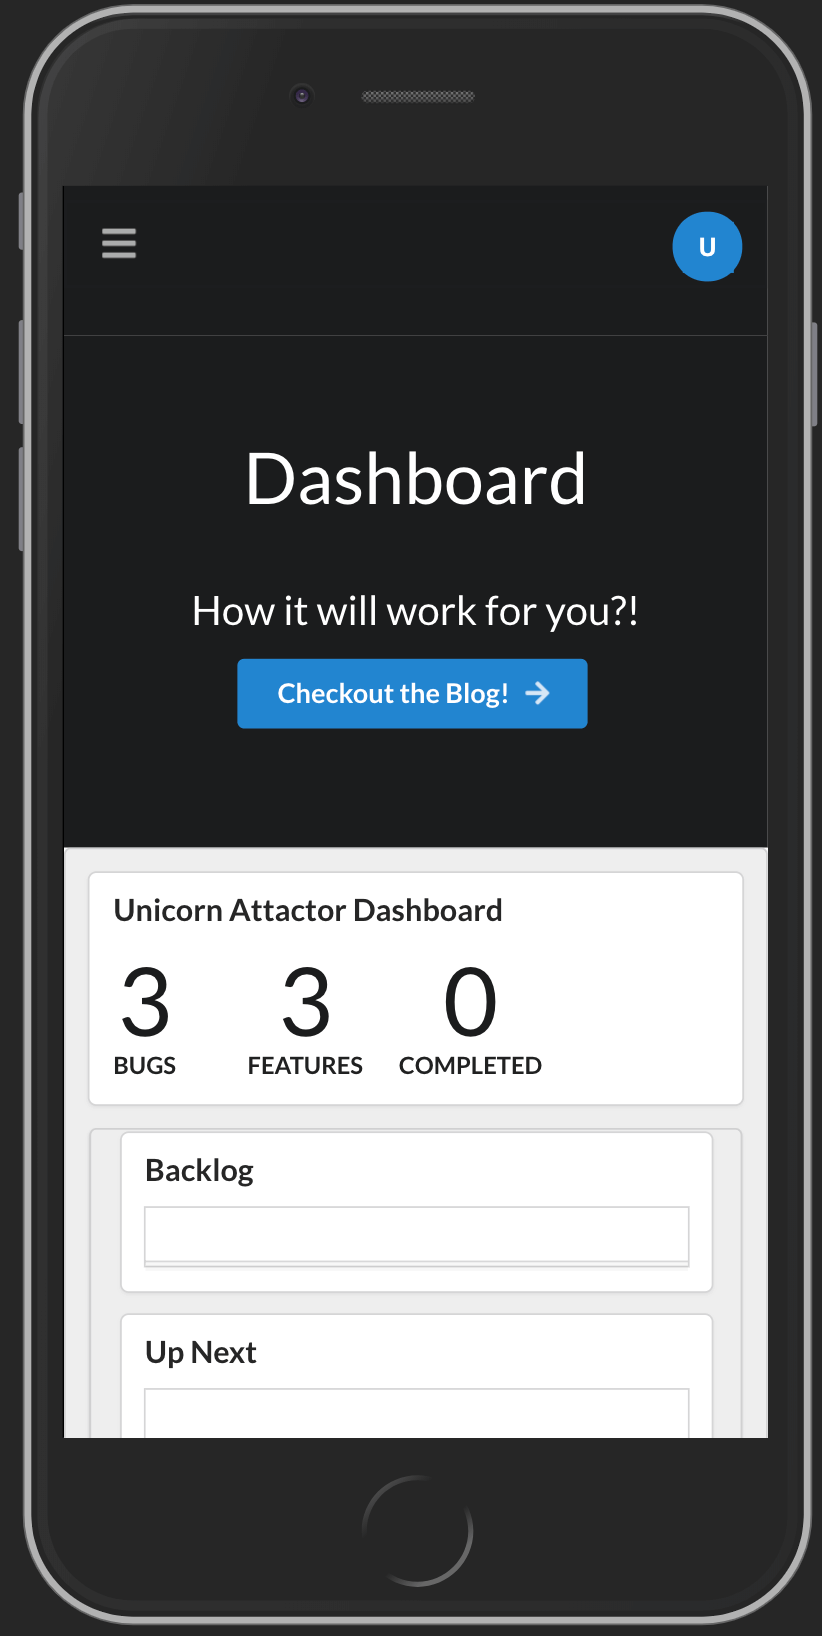 U
Dashboard
How it will work for you?!
Checkout the Blog!
Unicorn Attactor Dashboard
3 3 0
BUGS FEATURES COMPLETED
Backlog
Up Next